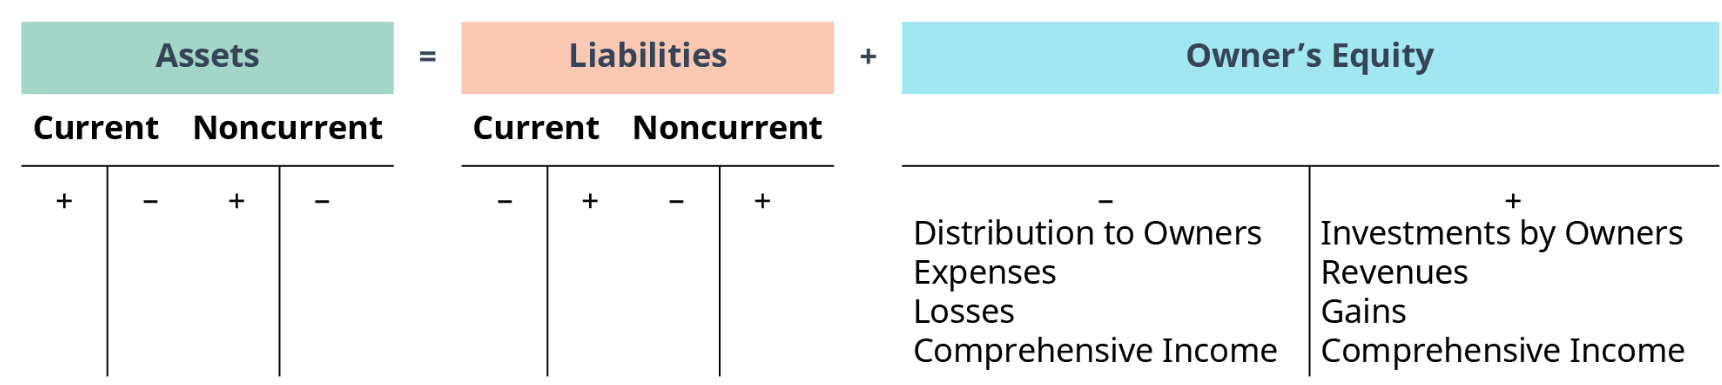 Assets = Liabilities + Owner’s Equity
Current Noncurrent Current Noncurrent
+ – + – – + – + – +
Distribution to Owners Investments by Owners
Expenses Revenues
Losses Gains
Comprehensive Income Comprehensive Income